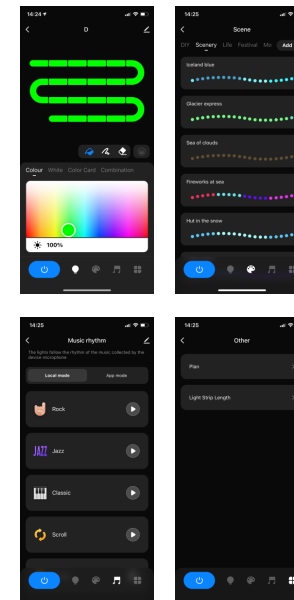 14:24
D
Colour White Color Card Combination
100%
14:25
Scene
DIY Scenery Life Festival Ms Add
Iceland blue
Glacier express
Sea of clouds
Fireworks at sea
Hut in the snow
14:25
Music rhythm
The lights follow the rhythm of the music collected by the
device microphone
Local mode App mode
Rock
JAZZ Jazz
Classic
Scroll
14:25
Other
Plan
Light Strip Length